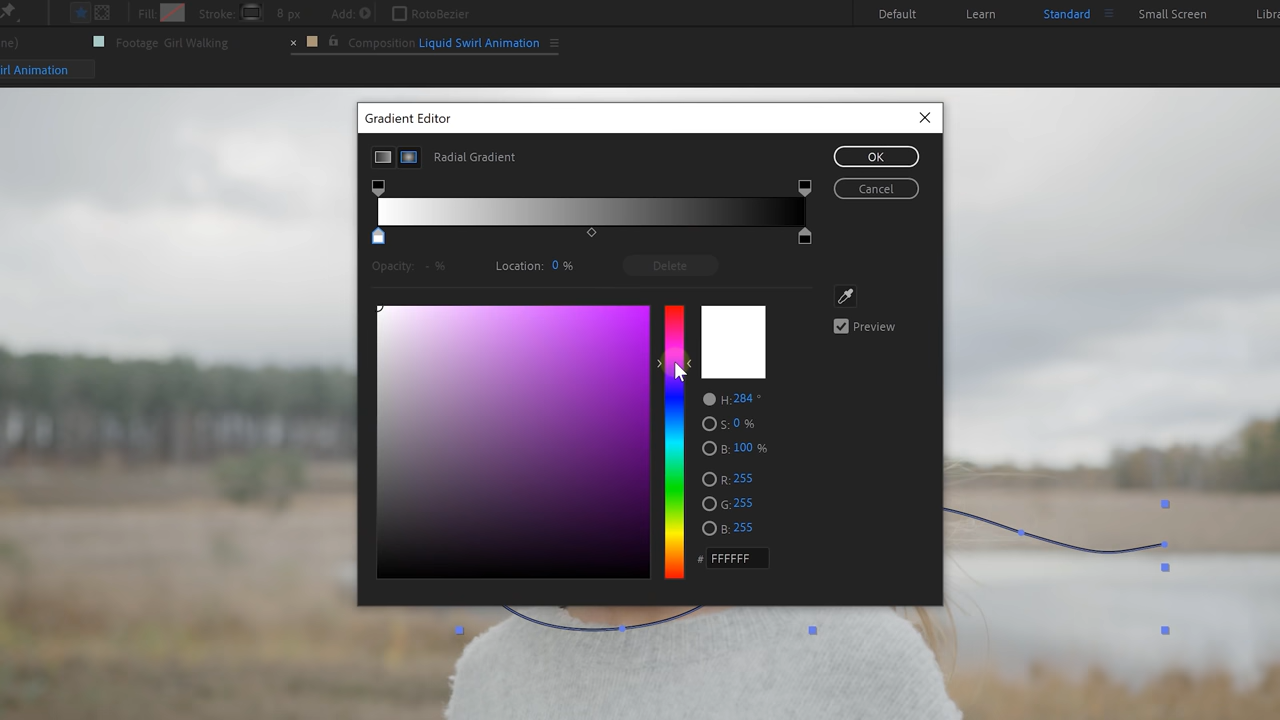 Fill: Stroke: 8 px Add: RotoBezier Default Learn Standard Small Screen Libra
ne) Footage Girl Walking × Composition Liquid Swirl Animation
irl Animation
Gradient Editor
Radial Gradient OK
Cancel
Opacity: - % Location: 0 % Delete
Preview
H: 284 °
S: 0 %
B: 100 %
R: 255
G: 255
B: 255
# FFFFFF